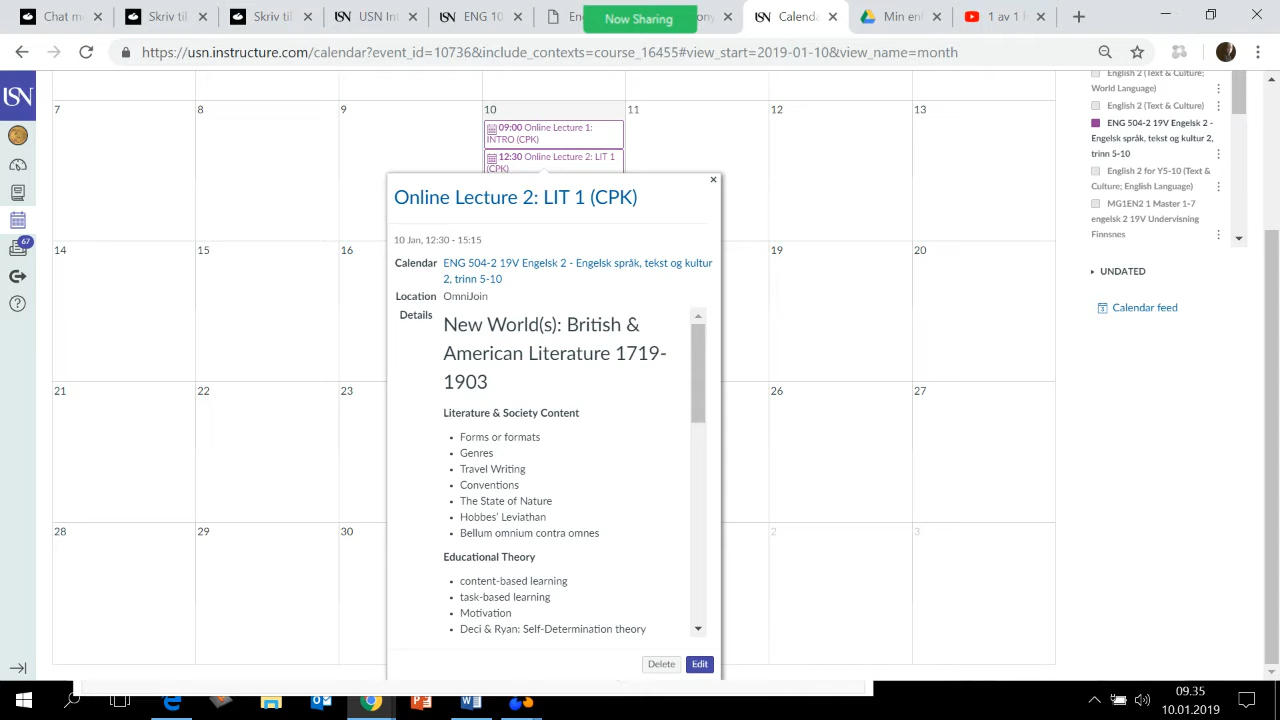 che m
Skriv til
Skriv til
USN Inn
ENG 10
En
Now Sharing
ony
Calenda
Min en
1 av 1 i
https://usn.instructure.com/calendar?event_id=10736&include_contexts=course_16455#view_start=2019-01-10&view_name=month
USN
67
7 8 9 10 11 12 13
09:00 Online Lecture 1:
INTRO (CPK)
12:30 Online Lecture 2: LIT 1
(CPK)
14 15 16 19 20
21 22 23 26 27
28 29 30 2 3
Online Lecture 2: LIT 1 (CPK)
10 Jan, 12:30 - 15:15
Calendar ENG 504-2 19V Engelsk 2 - Engelsk språk, tekst og kultur
2, trinn 5-10
Location OmniJoin
Details
New World(s): British &
American Literature 1719-
1903
Literature & Society Content
• Forms or formats
• Genres
• Travel Writing
• Conventions
• The State of Nature
• Hobbes' Leviathan
• Bellum omnium contra omnes
Educational Theory
• content-based learning
• task-based learning
• Motivation
• Deci & Ryan: Self-Determination theory
Delete Edit
English 2 (Text & Culture;
World Language)
English 2 (Text & Culture)
ENG 504-2 19V Engelsk 2 -
Engelsk språk, tekst og kultur 2,
trinn 5-10
English 2 for Y5-10 (Text &
Culture; English Language)
MG1EN2 1 Master 1-7
engelsk 2 19V Undervisning
Finnsnes
UNDATED
Calendar feed
09.35
10.01.2019